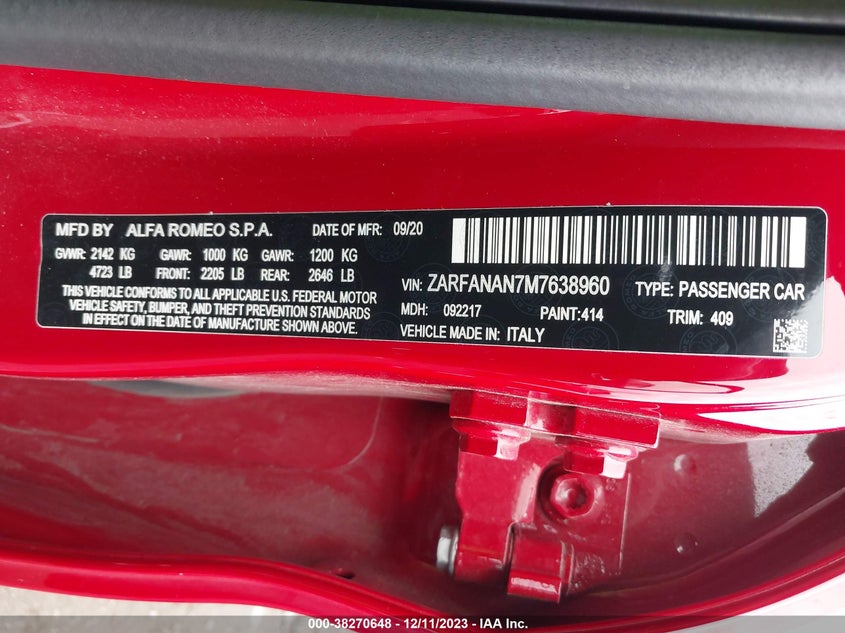 MFD BY ALFA ROMEO S.P.A. DATE OF MFR: 09/20
GVWR: 2142 KG GAWR: 1000 KG GAWR: 1200 KG
4723 LB FRONT: 2205 LB REAR: 2646 LB
THIS VEHICLE CONFORMS TO ALL APPLICABLE U.S. FEDERAL MOTOR
VEHICLE SAFETY, BUMPER, AND THEFT PREVENTION STANDARDS
IN EFFECT ON THE DATE OF MANUFACTURE SHOWN ABOVE.
VIN: ZARFANAN7M7638960 TYPE: PASSENGER CAR
MDH: 092217 PAINT:414 TRIM: 409
VEHICLE MADE IN: ITALY
000-38270648 - 12/11/2023 - IAA Inc.